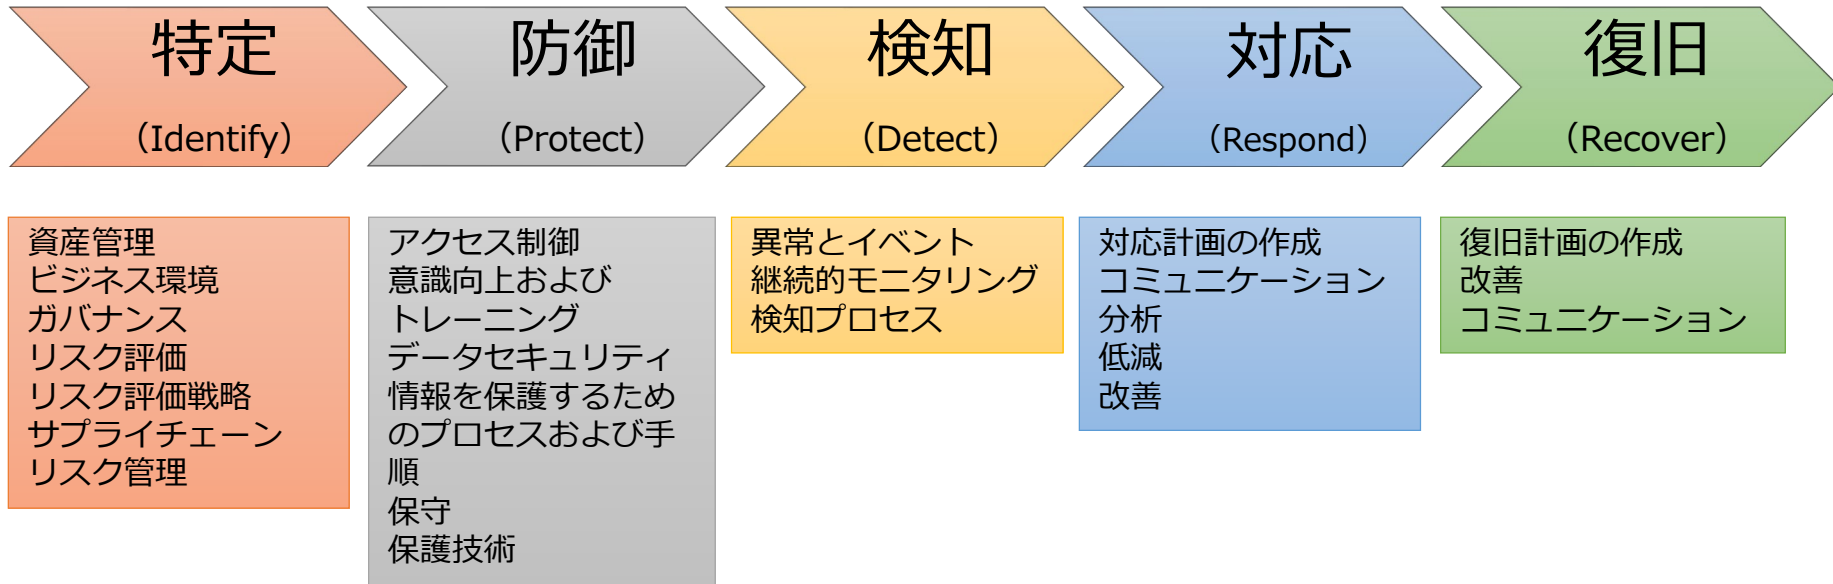 特定
（Identify）
防御
（Protect）
検知
（Detect）
対応
（Respond）
復旧
（Recover）
資産管理
ビジネス環境
ガバナンス
リスク評価
リスク評価戦略
サプライチェーン
リスク管理
アクセス制御
意識向上および
トレーニング
データセキュリティ
情報を保護するため
のプロセスおよび手
順
保守
保護技術
異常とイベント
継続的モニタリング
検知プロセス
対応計画の作成
コミュニケーション
分析
低減
改善
復旧計画の作成
改善
コミュニケーション